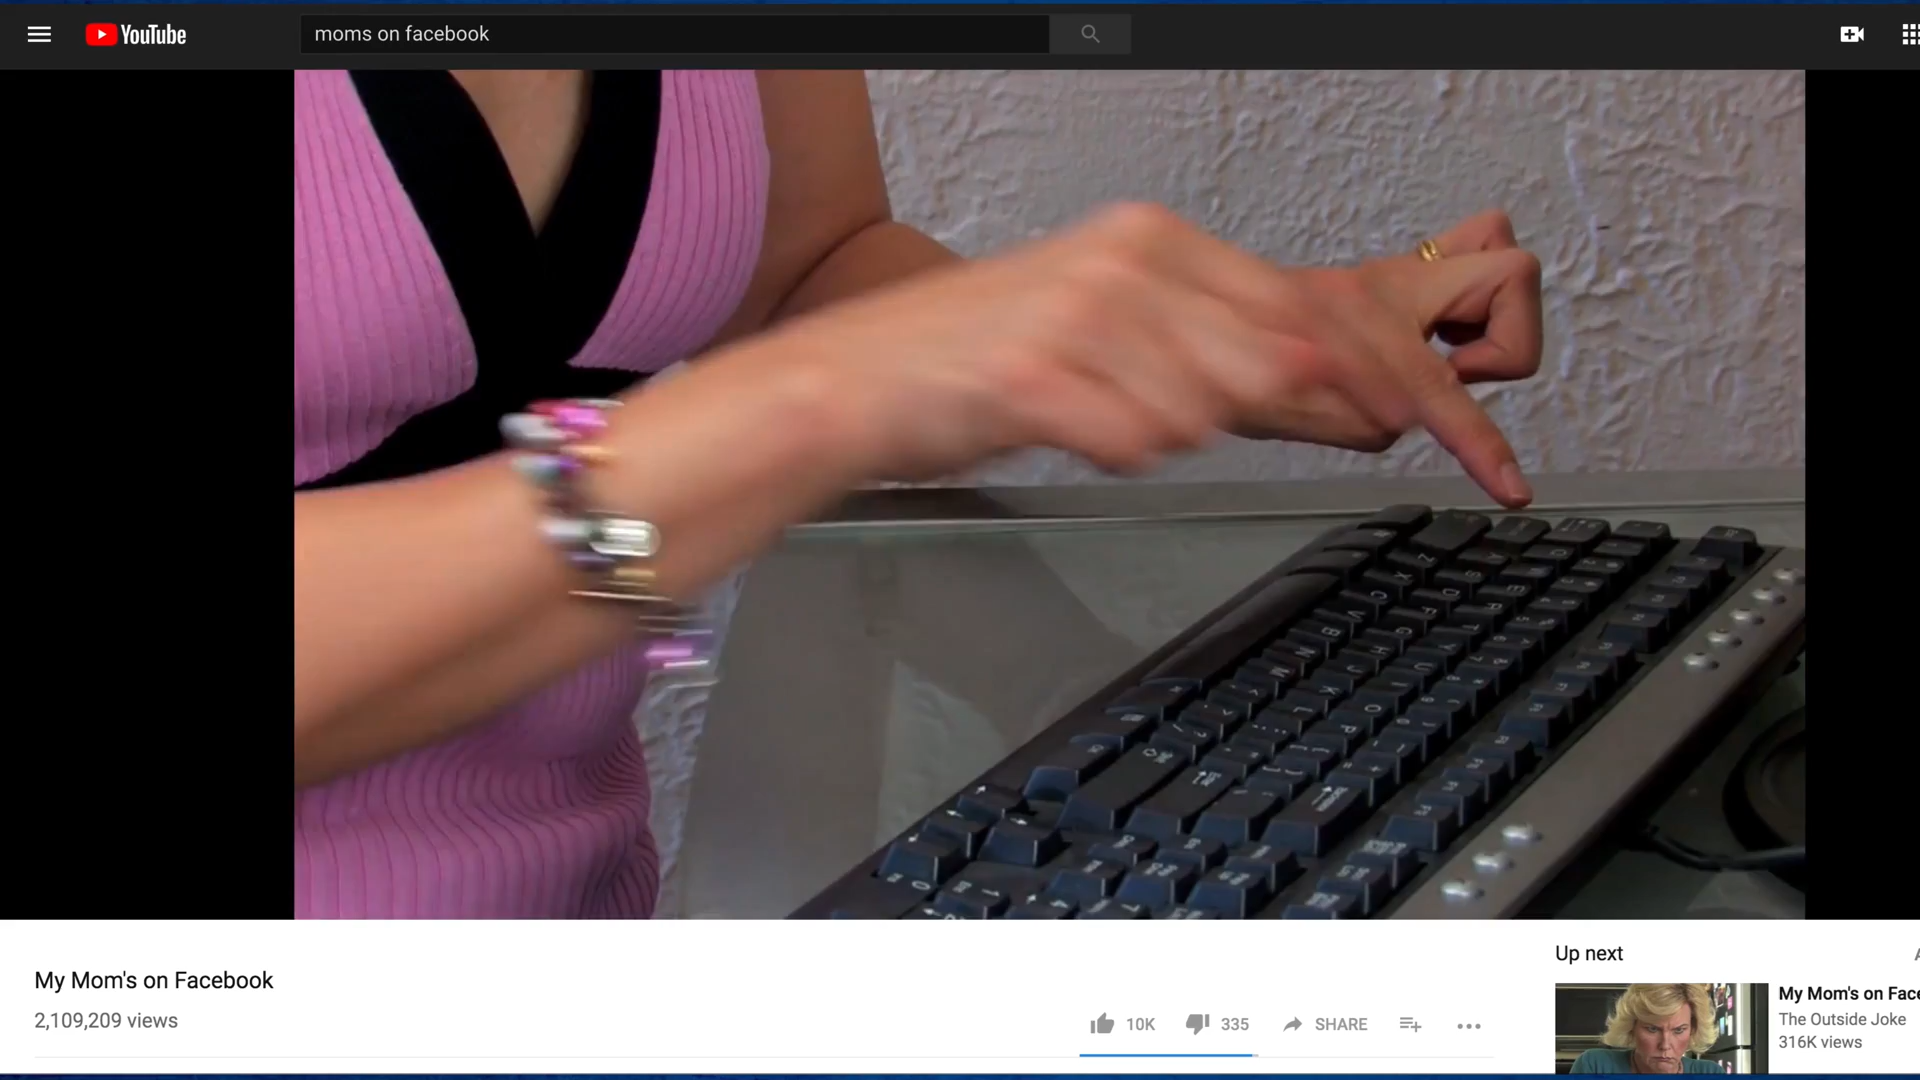 YouTube
moms on facebook
My Mom's on Facebook
2,109,209 views
10K
335
SHARE
Up next
My Mom's on Face
The Outside Joke
316K views